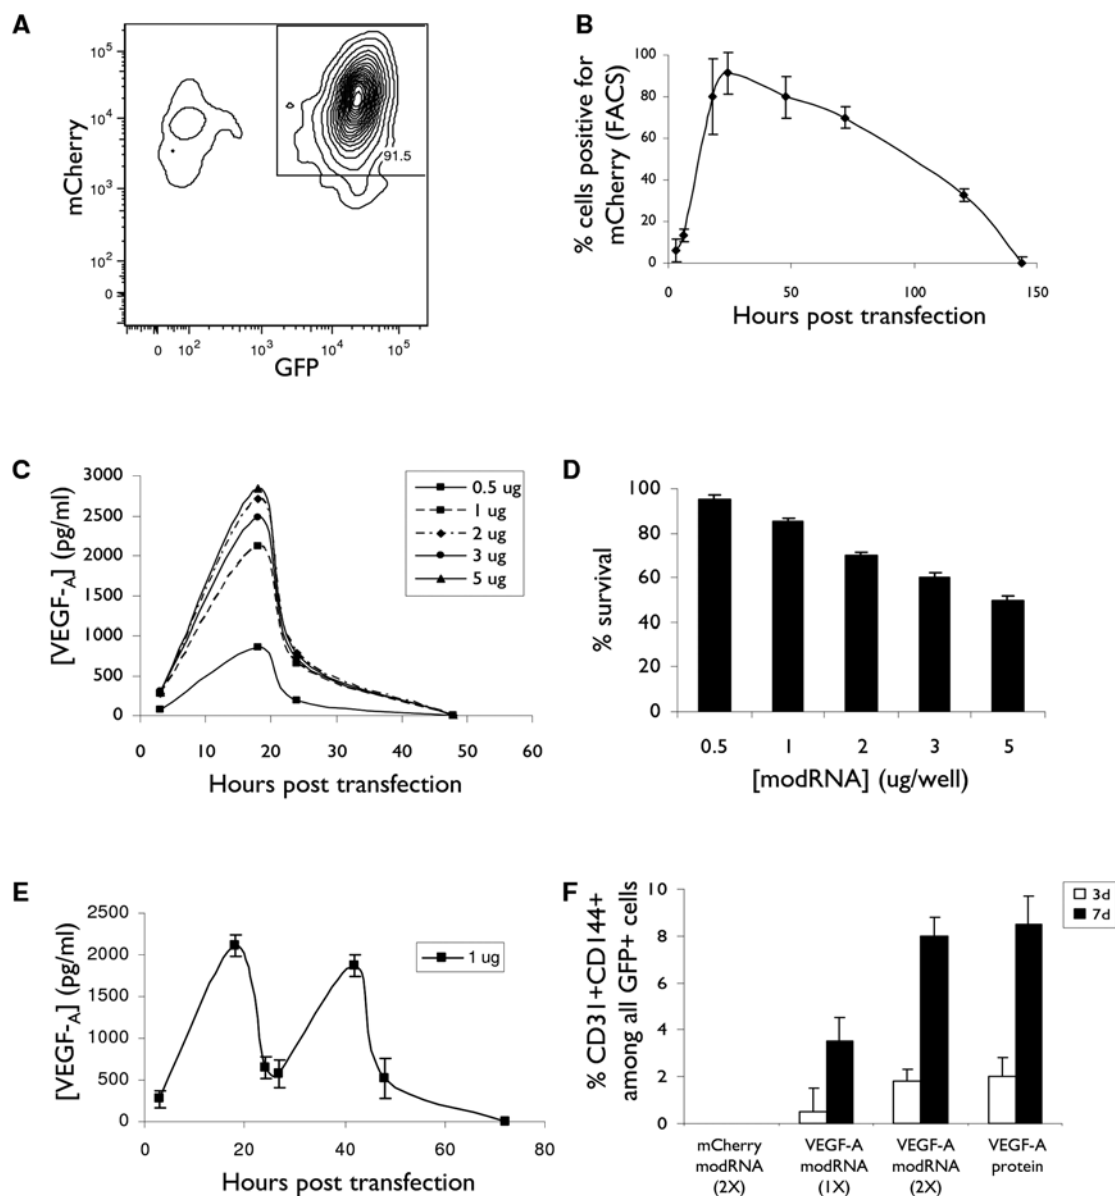 A
mCherry
10^5
10^4
10^3
10^2
0
91.5
0 10^2 10^3 10^4 10^5
GFP
B
% cells positive for
mCherry (FACS)
100
80
60
40
20
0
0 50 100 150
Hours post transfection
C
[VEGF-A] (pg/ml)
3000
2500
2000
1500
1000
500
0
0 10 20 30 40 50 60
Hours post transfection
0.5 ug
1 ug
2 ug
3 ug
5 ug
D
% survival
100
80
60
40
20
0
0.5 1 2 3 5
[modRNA] (ug/well)
E
[VEGF-A] (pg/ml)
2500
2000
1500
1000
500
0
0 20 40 60 80
Hours post transfection
1 ug
F
% CD31+CD144+
among all GFP+ cells
10
8
6
4
2
0
3d
7d
mCherry modRNA (2X)
VEGF-A modRNA (1X)
VEGF-A modRNA (2X)
VEGF-A protein